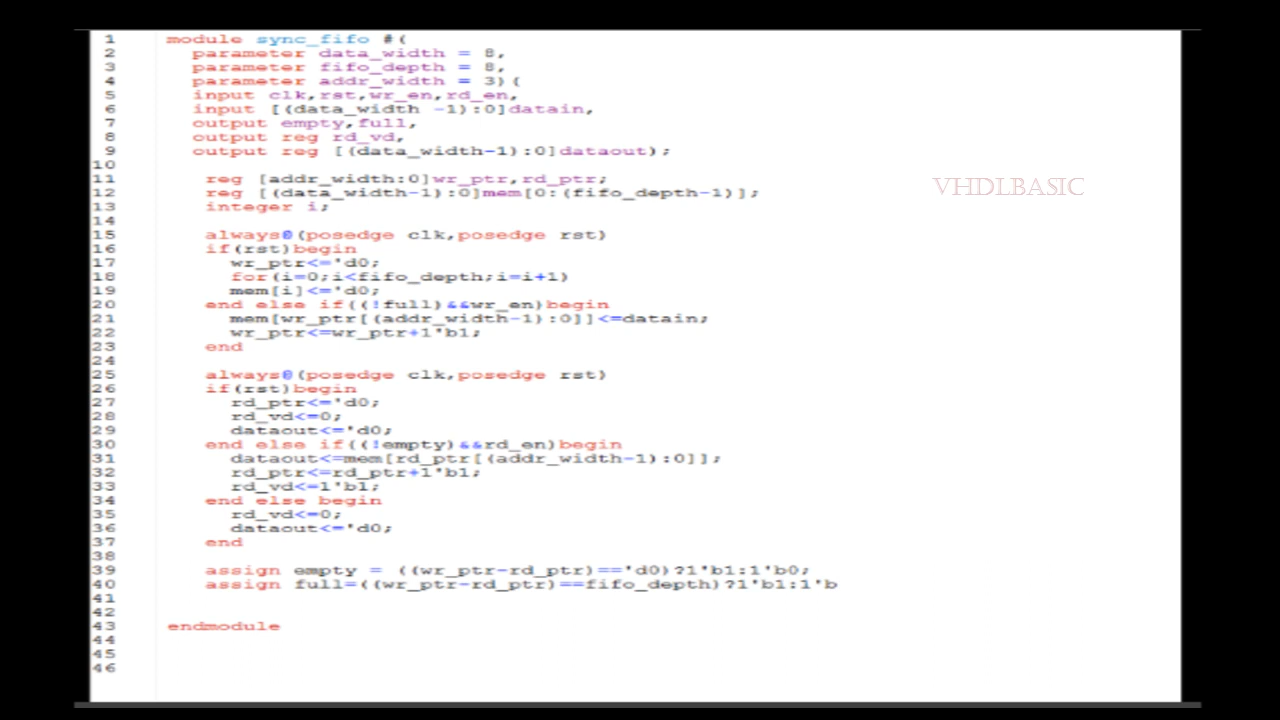 1 module sync_fifo #(
2 parameter data_width = 8,
3 parameter fifo_depth = 8,
4 parameter addr_width = 3)(
5 input clk,rst,wr_en,rd_en,
6 input [(data_width -1):0]datain,
7 output empty,full,
8 output reg rd_vd,
9 output reg [(data_width-1):0]dataout);
10
11 reg [addr_width:0]wr_ptr,rd_ptr;
12 reg [(data_width-1):0]mem[0:(fifo_depth-1)];
VHDLBASIC
13 integer i;
14
15 always@(posedge clk,posedge rst)
16 if(rst)begin
17 wr_ptr<='d0;
18 for(i=0;i<fifo_depth;i=i+1)
19 mem[i]<='d0;
20 end else if((!full)&&wr_en)begin
21 mem[wr_ptr[(addr_width-1):0]]<=datain;
22 wr_ptr<=wr_ptr+1'b1;
23 end
24
25 always@(posedge clk,posedge rst)
26 if(rst)begin
27 rd_ptr<='d0;
28 rd_vd<=0;
29 dataout<='d0;
30 end else if((!empty)&&rd_en)begin
31 dataout<=mem[rd_ptr[(addr_width-1):0]];
32 rd_ptr<=rd_ptr+1'b1;
33 rd_vd<=1'b1;
34 end else begin
35 rd_vd<=0;
36 dataout<='d0;
37 end
38
39 assign empty = ((wr_ptr-rd_ptr)=='d0)?1'b1:1'b0;
40 assign full=((wr_ptr-rd_ptr)==fifo_depth)?1'b1:1'b
41
42
43 endmodule
44
45
46